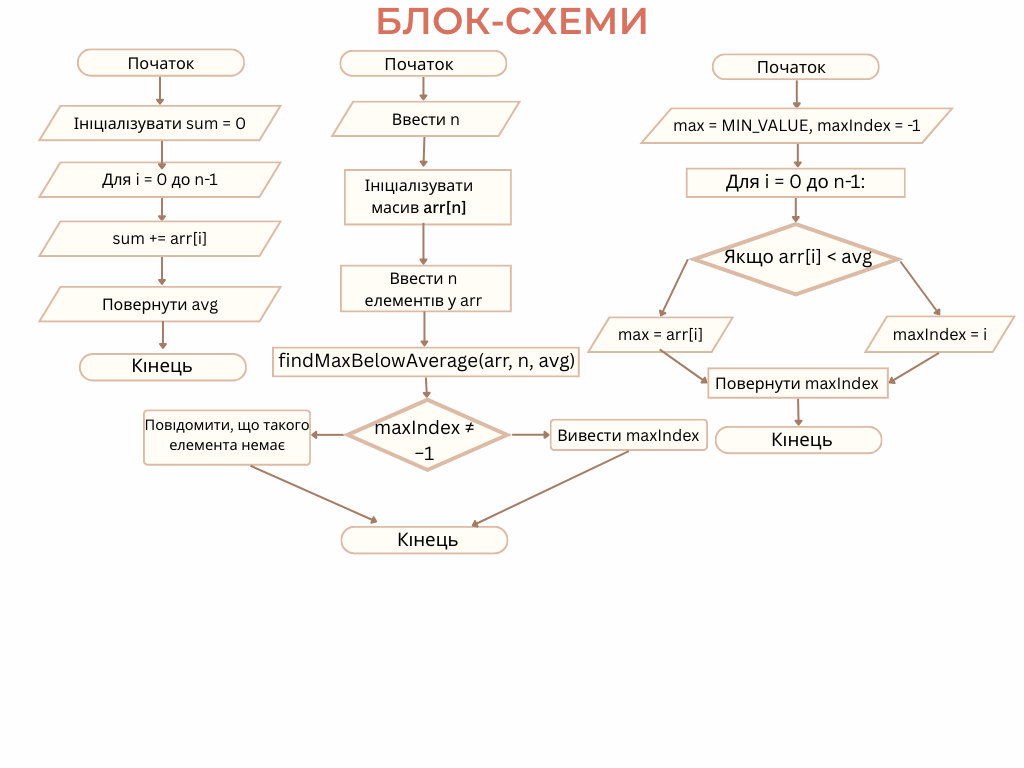 БЛОК-СХЕМИ
Початок
Ініціалізувати sum = 0
Для i = 0 до n-1
sum += arr[i]
Повернути avg
Кінець
Початок
Ввести n
Ініціалізувати
масив arr[n]
Ввести n
елементів у arr
findMaxBelowAverage(arr, n, avg)
maxIndex ≠
−1
Повідомити, що такого
елемента немає
Вивести maxIndex
Кінець
Початок
max = MIN_VALUE, maxIndex = -1
Для i = 0 до n-1:
Якщо arr[i] < avg
max = arr[i]
maxIndex = i
Повернути maxIndex
Кінець